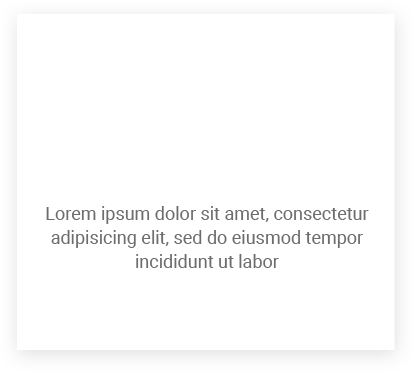 Lorem ipsum dolor sit amet, consectetur
adipisicing elit, sed do eiusmod tempor
incididunt ut labor